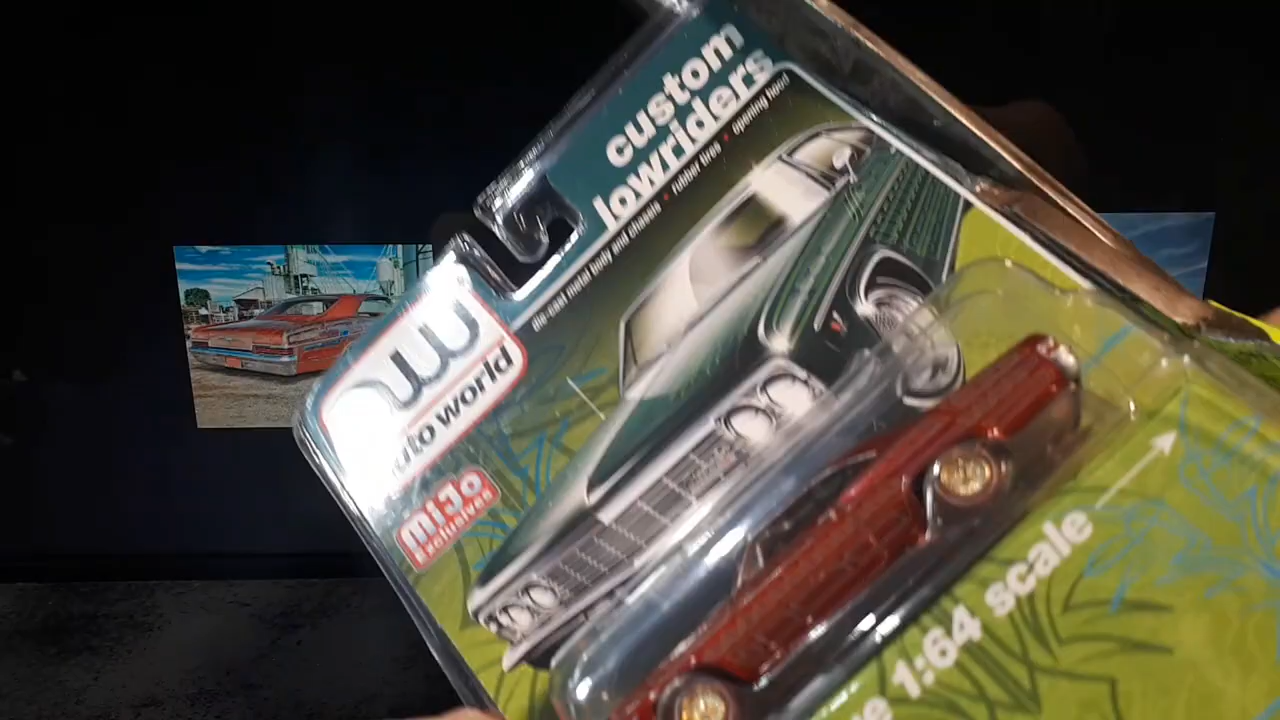 custom
lowriders
die-cast metal body and chassis • rubber tires • opening hood
auto world
miJo
exclusives
1:64 scale